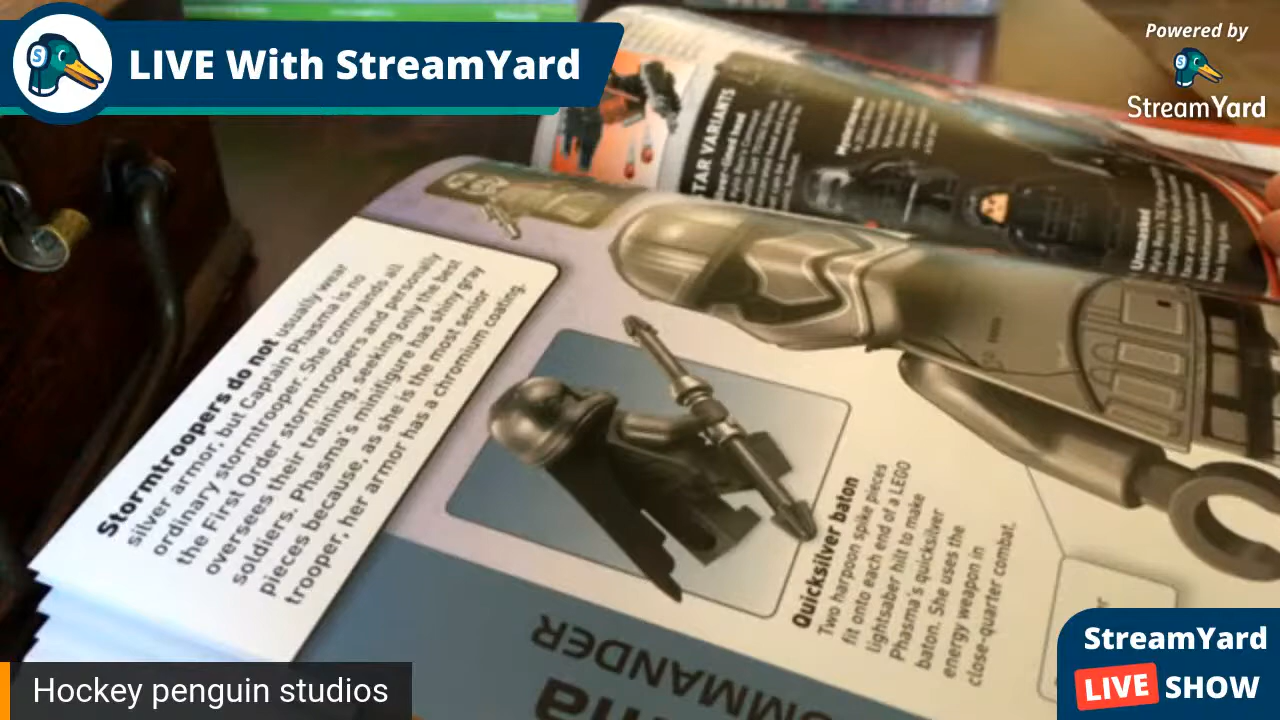 LIVE With StreamYard
Powered by
StreamYard
STAR VARIANTS
Unmasked
Stormtroopers do not usually wear
silver armor, but Captain Phasma is no
ordinary stormtrooper. She commands all
the First Order stormtroopers and personally
oversees their training, seeking only the best
soldiers. Phasma's minifigure has shiny gray
pieces because, as she is the most senior
trooper, her armor has a chromium coating.
Quicksilver baton
Two harpoon spike pieces
fit onto each end of a LEGO
lightsaber hilt to make
Phasma's quicksilver
baton. She uses the
energy weapon in
close-quarter combat.
OMMANDER
ma
Hockey penguin studios
StreamYard
LIVE SHOW